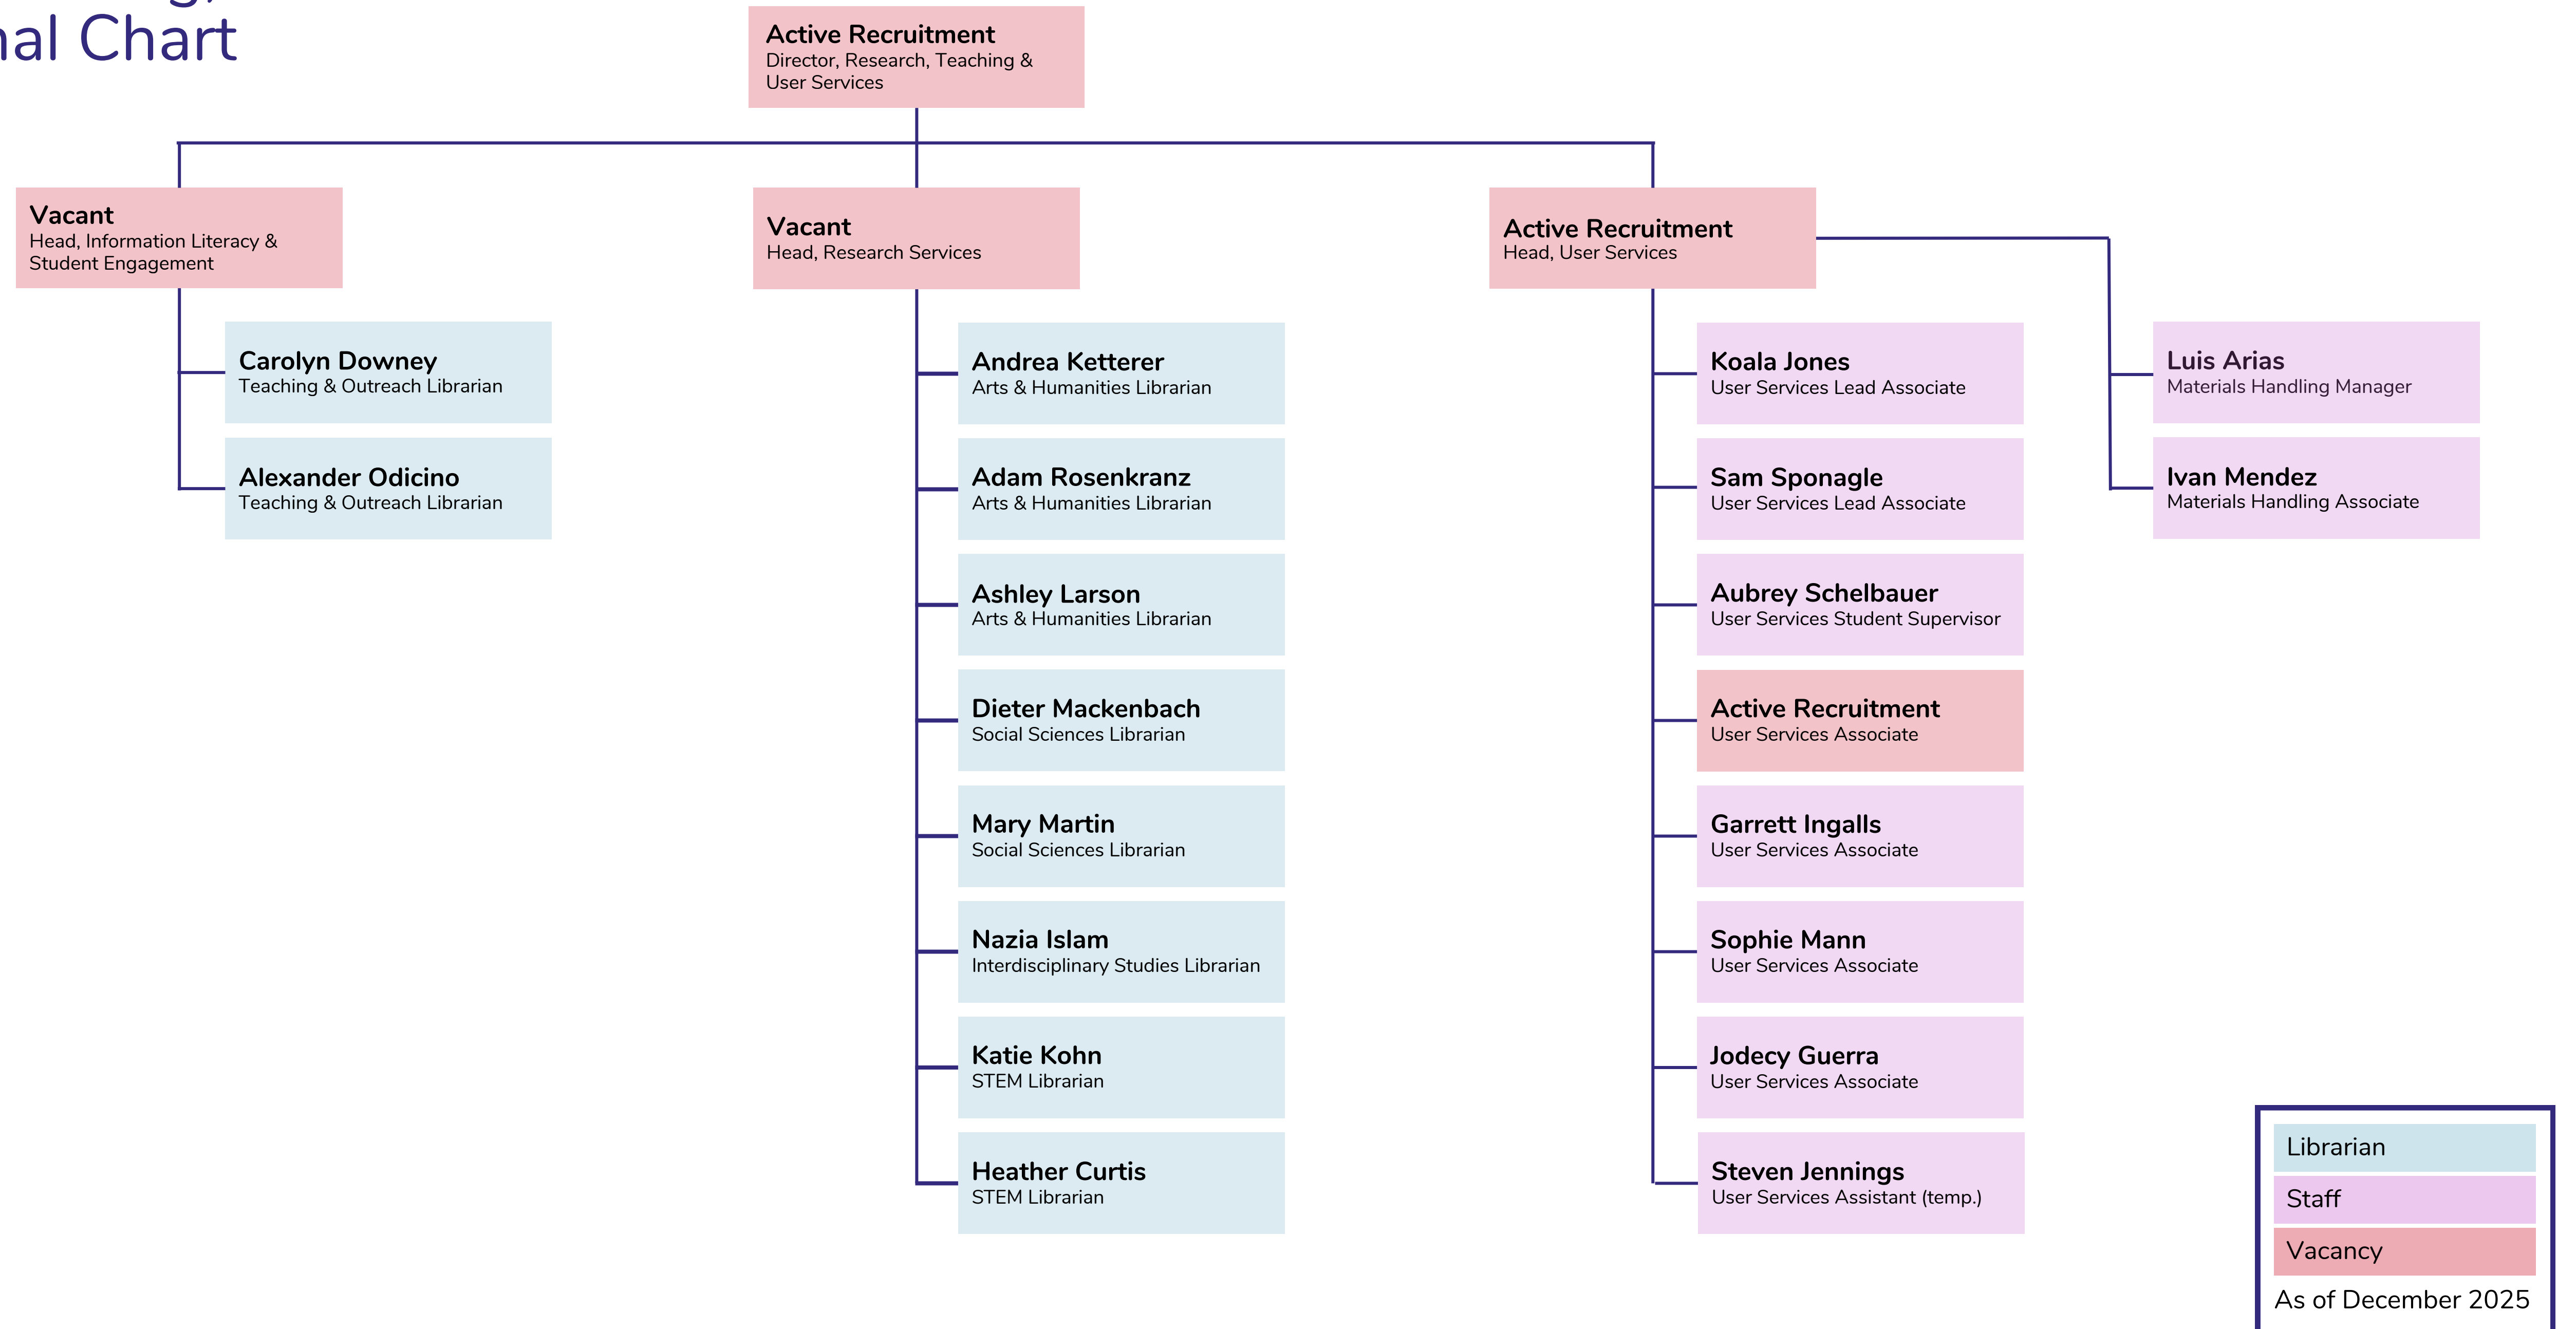 nal Chart
Active Recruitment
Director, Research, Teaching &
User Services
Vacant
Head, Information Literacy &
Student Engagement
Carolyn Downey
Teaching & Outreach Librarian
Alexander Odicino
Teaching & Outreach Librarian
Vacant
Head, Research Services
Andrea Ketterer
Arts & Humanities Librarian
Adam Rosenkranz
Arts & Humanities Librarian
Ashley Larson
Arts & Humanities Librarian
Dieter Mackenbach
Social Sciences Librarian
Mary Martin
Social Sciences Librarian
Nazia Islam
Interdisciplinary Studies Librarian
Katie Kohn
STEM Librarian
Heather Curtis
STEM Librarian
Active Recruitment
Head, User Services
Koala Jones
User Services Lead Associate
Sam Sponagle
User Services Lead Associate
Aubrey Schelbauer
User Services Student Supervisor
Active Recruitment
User Services Associate
Garrett Ingalls
User Services Associate
Sophie Mann
User Services Associate
Jodecy Guerra
User Services Associate
Steven Jennings
User Services Assistant (temp.)
Luis Arias
Materials Handling Manager
Ivan Mendez
Materials Handling Associate
Librarian
Staff
Vacancy
As of December 2025